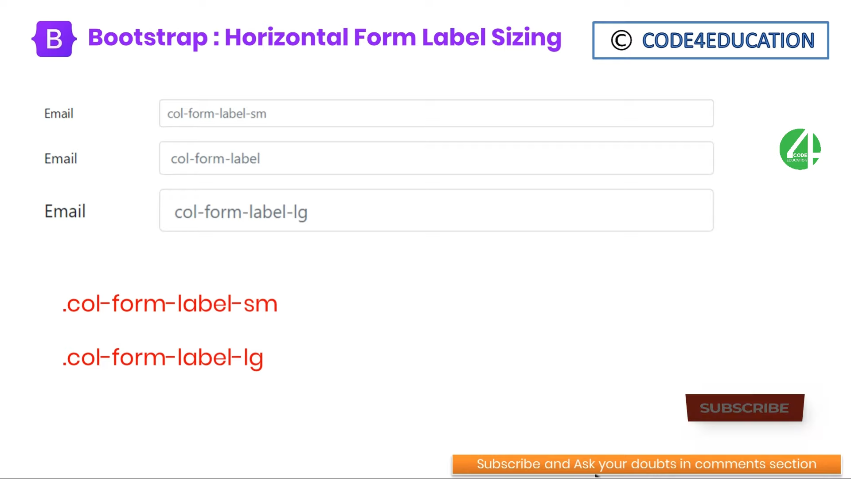 B Bootstrap : Horizontal Form Label Sizing
© CODE4EDUCATION
Email col-form-label-sm
Email col-form-label
4 CODE
Email col-form-label-lg
.col-form-label-sm
.col-form-label-lg
SUBSCRIBE
Subscribe and Ask your doubts in comments section